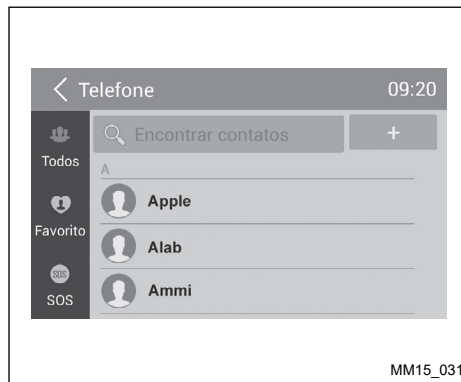 Telefone 09:20
Encontrar contatos +
Todos
A
Apple
Favorito
Alab
SOS
SOS
Ammi
MM15_031